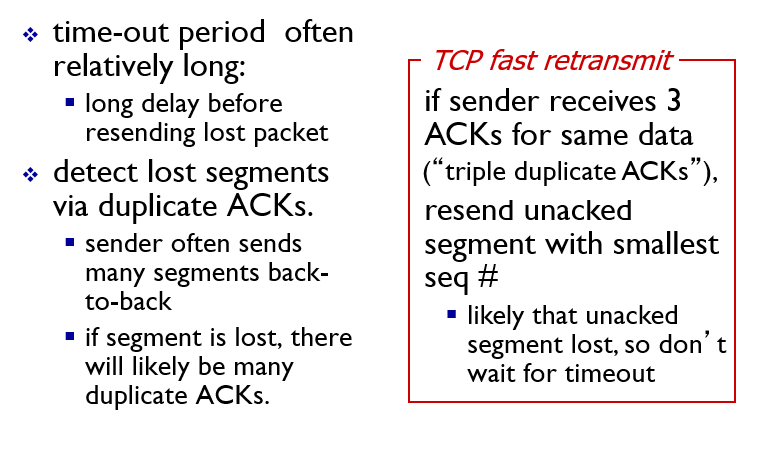 time-out period often
relatively long:
long delay before
resending lost packet
detect lost segments
via duplicate ACKs.
sender often sends
many segments back-
to-back
if segment is lost, there
will likely be many
duplicate ACKs.
TCP fast retransmit
if sender receives 3
ACKs for same data
(“triple duplicate ACKs”),
resend unacked
segment with smallest
seq #
likely that unacked
segment lost, so don’t
wait for timeout